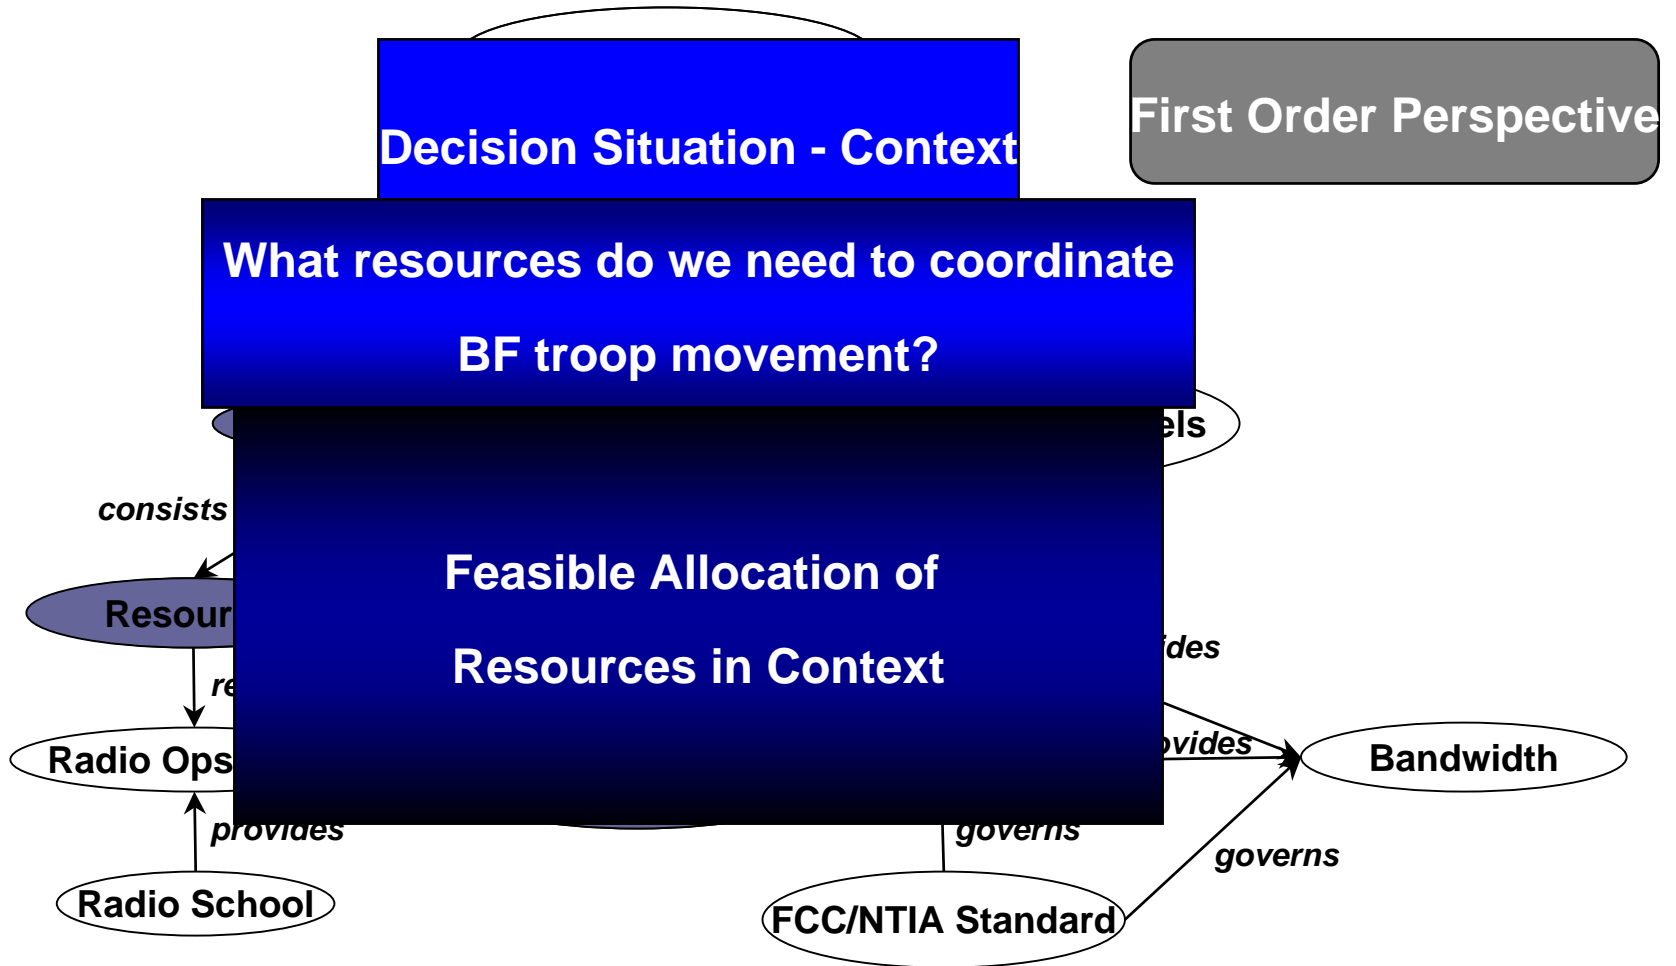 First Order Perspective
Decision Situation - Context
What resources do we need to coordinate
BF troop movement?
consists
Feasible Allocation of
Resources in Context
Radio Ops
provides
Bandwidth
provides
governs
governs
Radio School
FCC/NTIA Standard